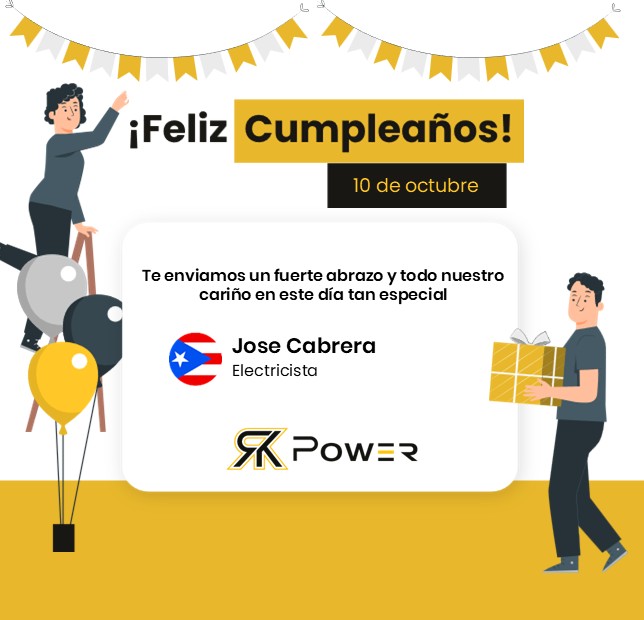 ¡Feliz Cumpleaños!
10 de octubre
Te enviamos un fuerte abrazo y todo nuestro
cariño en este día tan especial
Jose Cabrera
Electricista
RK Power